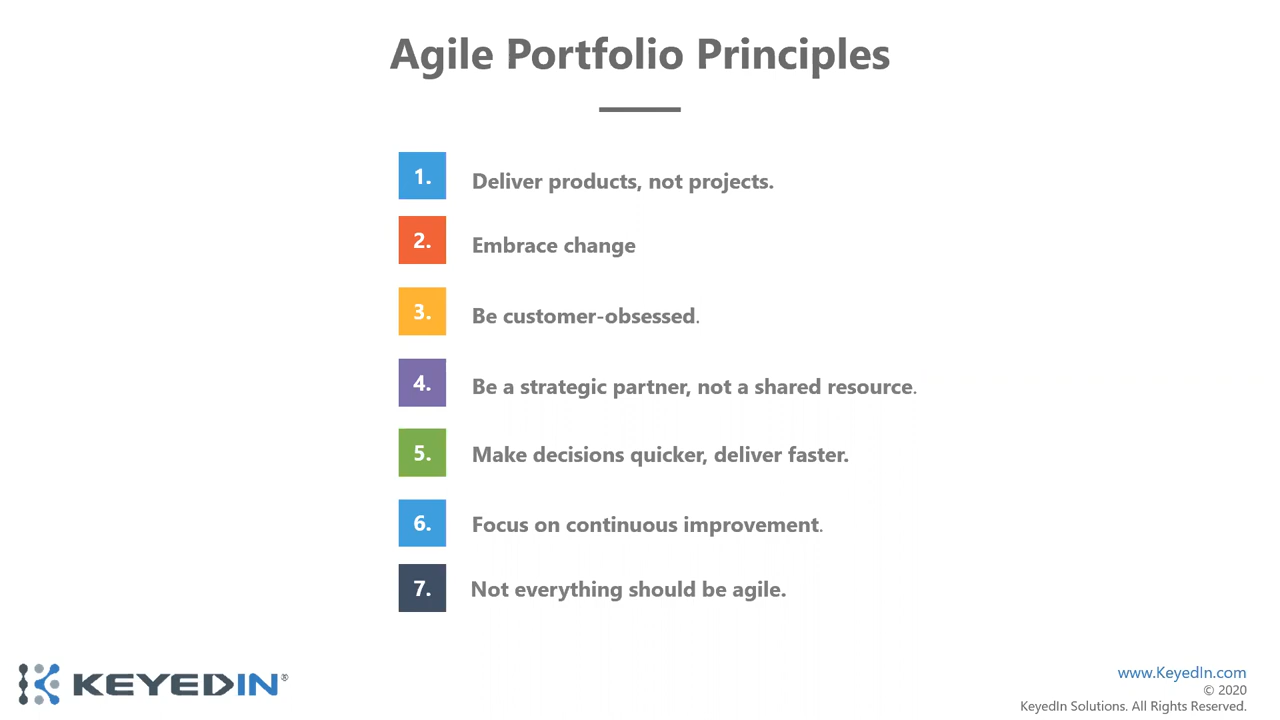 Agile Portfolio Principles
1. Deliver products, not projects.
2. Embrace change
3. Be customer-obsessed.
4. Be a strategic partner, not a shared resource.
5. Make decisions quicker, deliver faster.
6. Focus on continuous improvement.
7. Not everything should be agile.
KEYEDIN®
www.KeyedIn.com
© 2020
KeyedIn Solutions. All Rights Reserved.